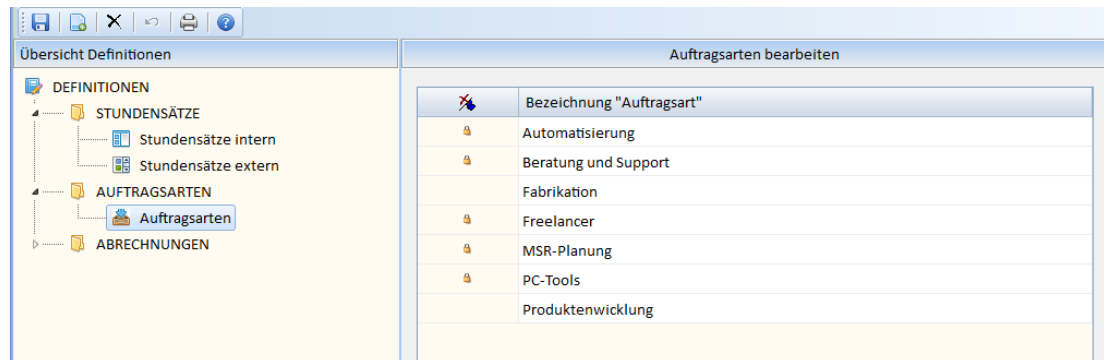 Übersicht Definitionen
Auftragsarten bearbeiten
DEFINITIONEN
STUNDENSÄTZE
Stundensätze intern
Stundensätze extern
AUFTRAGSARTEN
Auftragsarten
ABRECHNUNGEN
Bezeichnung "Auftragsart"
Automatisierung
Beratung und Support
Fabrikation
Freelancer
MSR-Planung
PC-Tools
Produktenwicklung